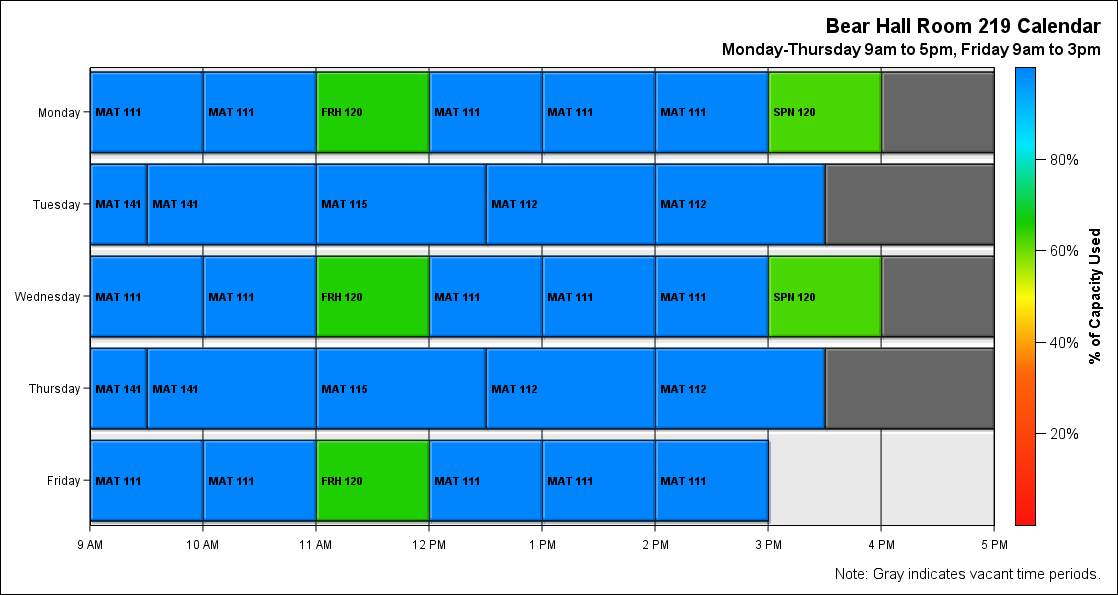 Bear Hall Room 219 Calendar
Monday-Thursday 9am to 5pm, Friday 9am to 3pm
Monday MAT 111 MAT 111 FRH 120 MAT 111 MAT 111 MAT 111 SPN 120
Tuesday MAT 141 MAT 141 MAT 115 MAT 112 MAT 112
Wednesday MAT 111 MAT 111 FRH 120 MAT 111 MAT 111 MAT 111 SPN 120
Thursday MAT 141 MAT 141 MAT 115 MAT 112 MAT 112
Friday MAT 111 MAT 111 FRH 120 MAT 111 MAT 111 MAT 111
9 AM 10 AM 11 AM 12 PM 1 PM 2 PM 3 PM 4 PM 5 PM
80%
60%
40%
20%
% of Capacity Used
Note: Gray indicates vacant time periods.